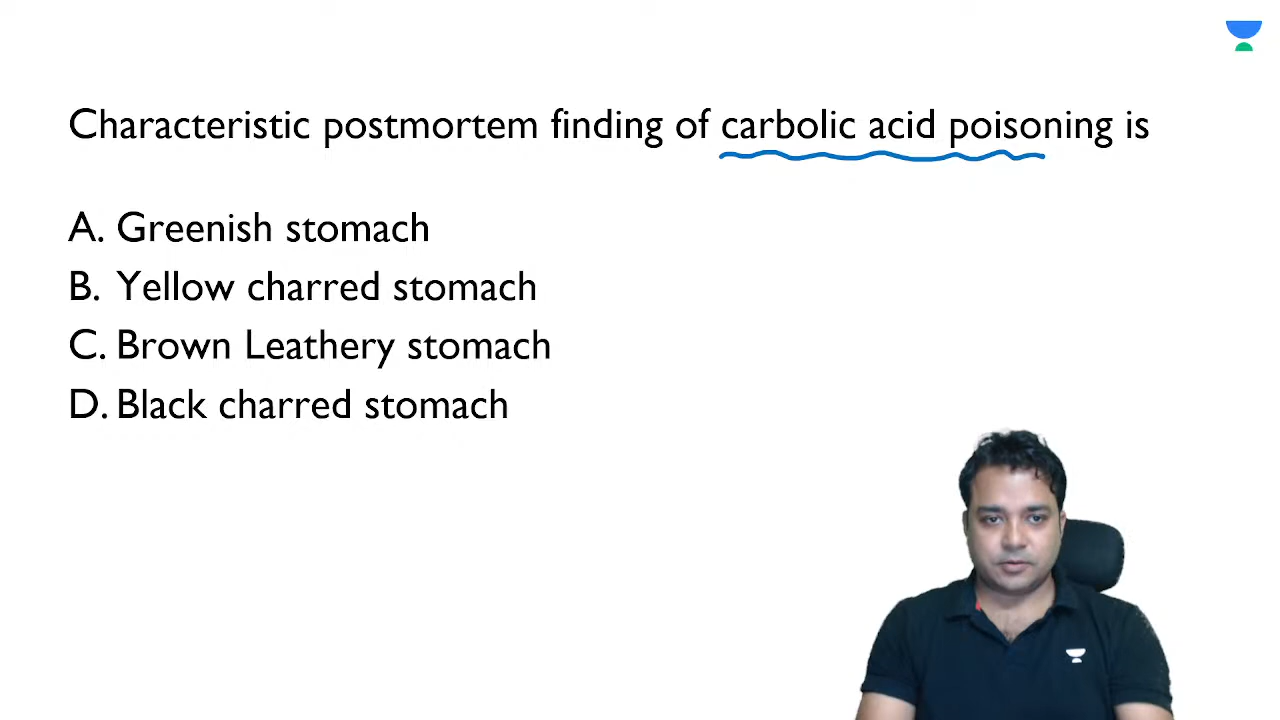 Characteristic postmortem finding of carbolic acid poisoning is
A. Greenish stomach
B. Yellow charred stomach
C. Brown Leathery stomach
D. Black charred stomach